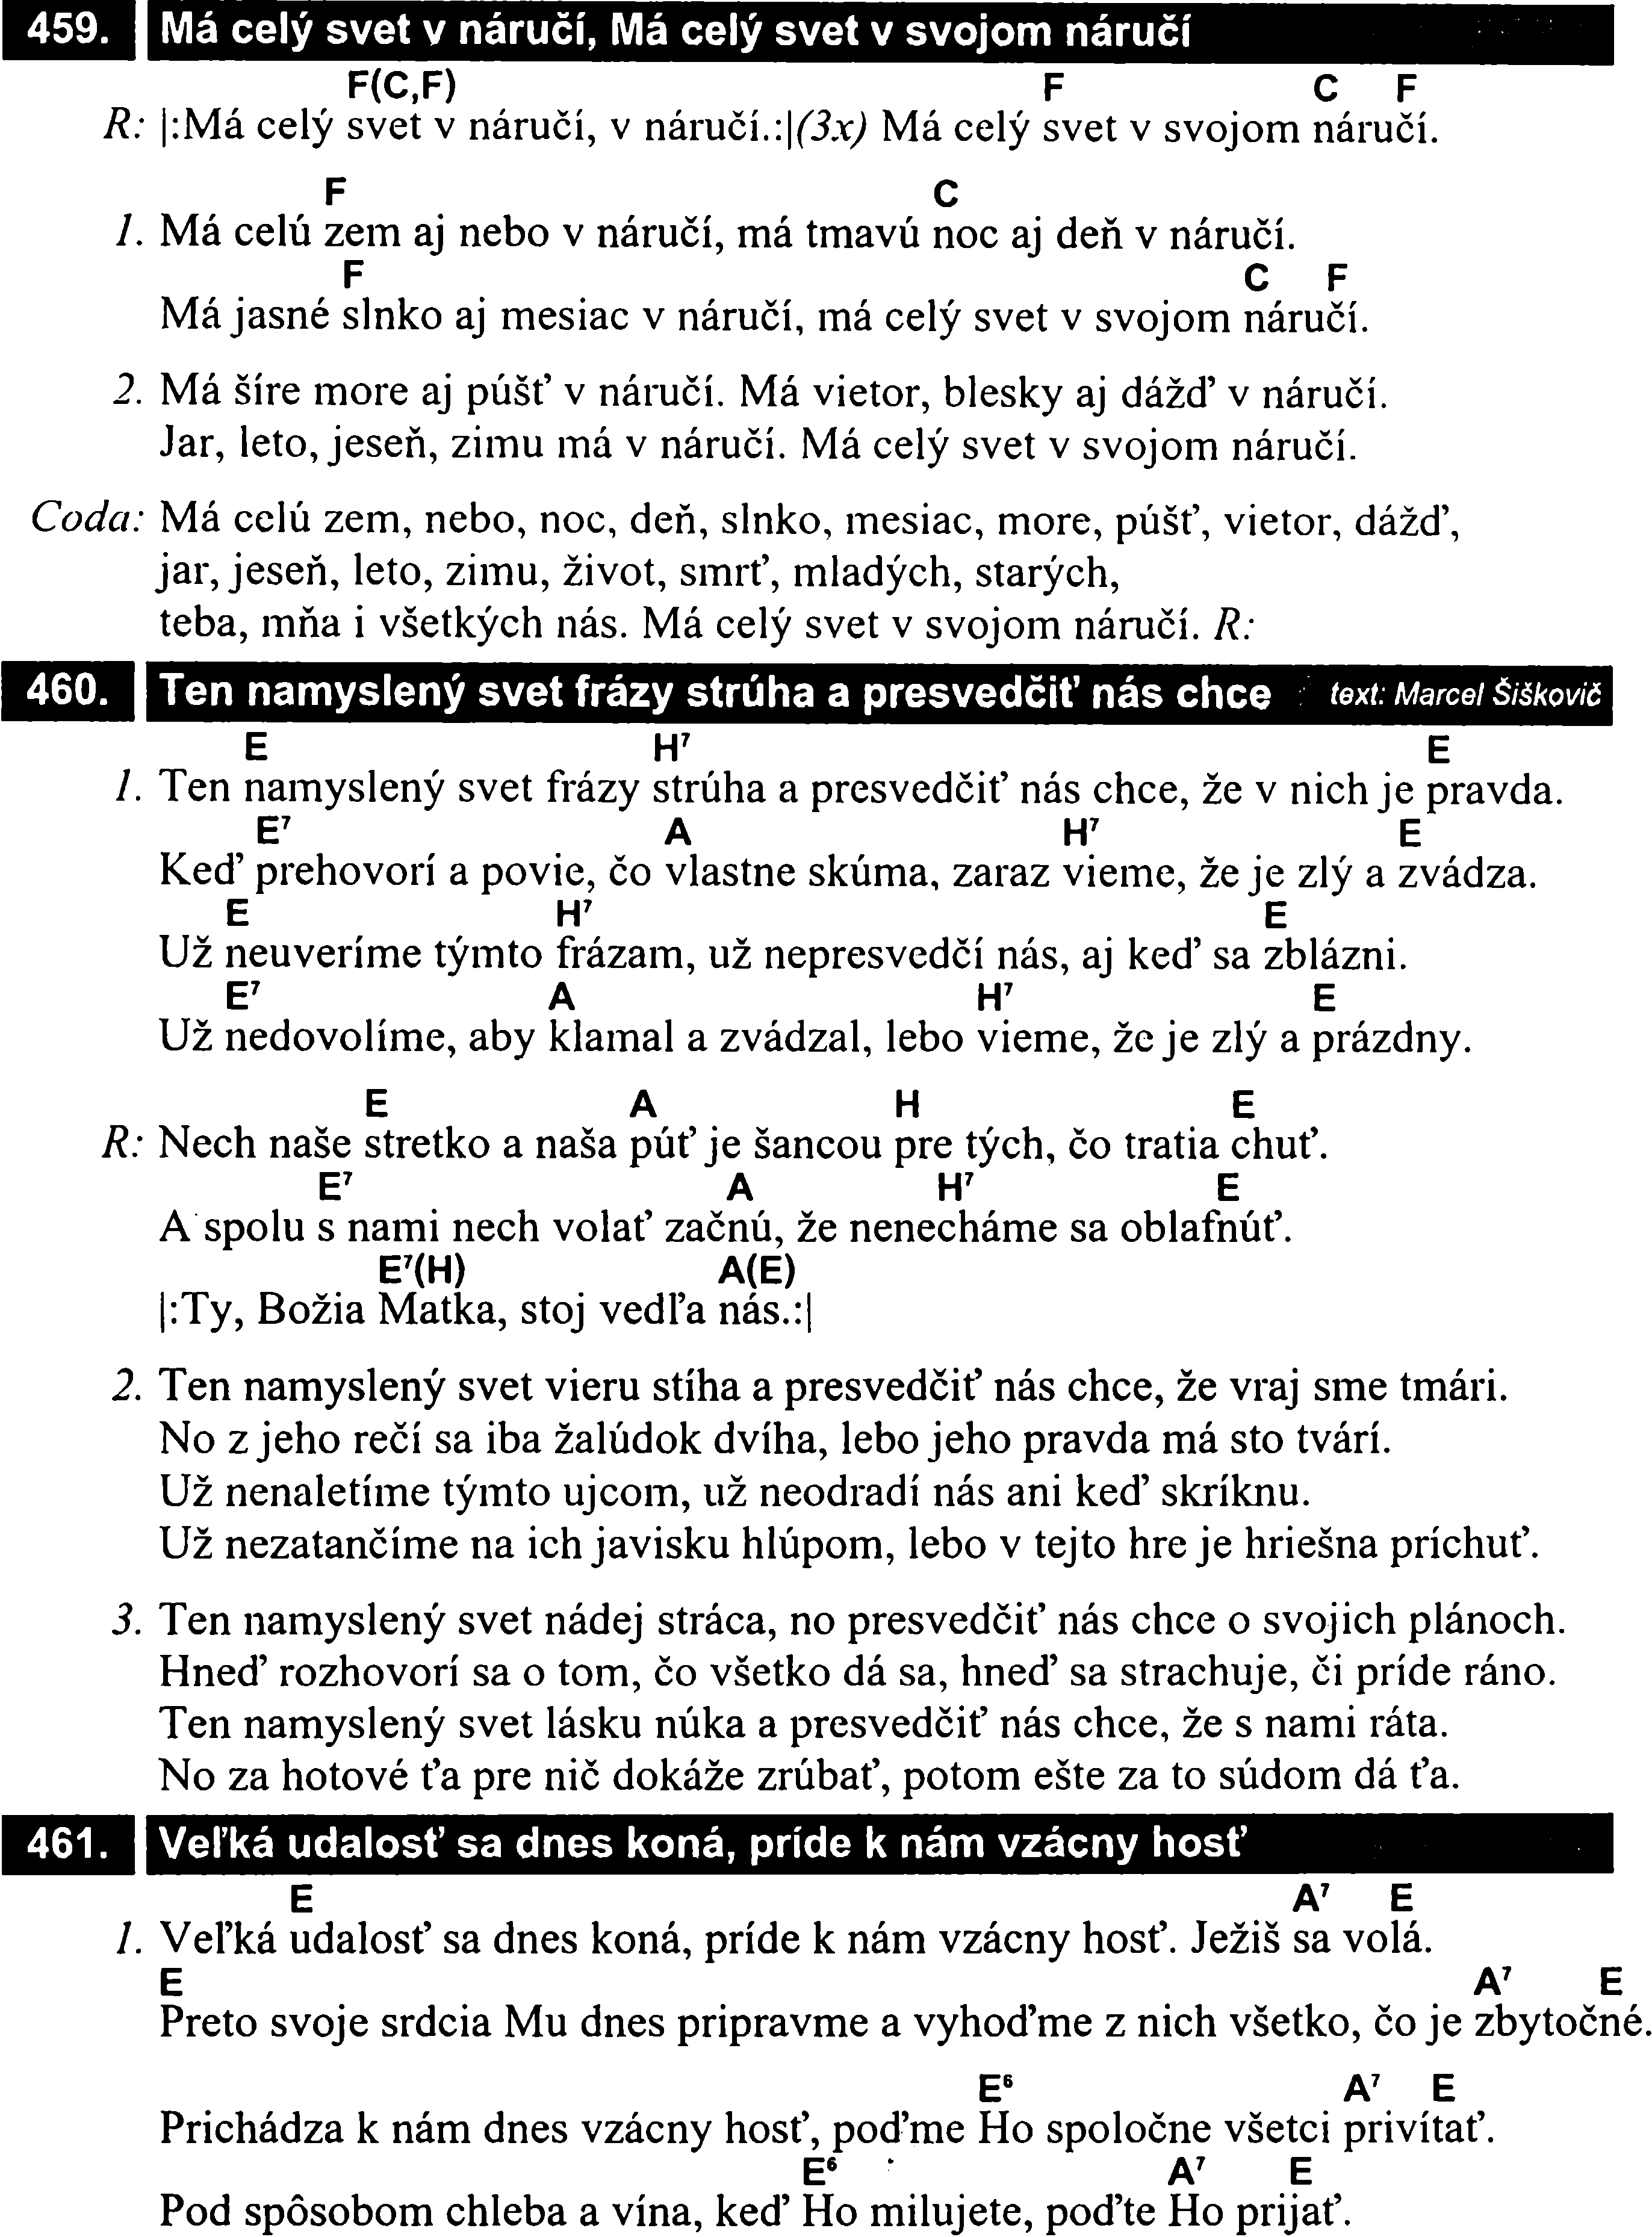 459. Má celý svet v náručí, Má celý svet v svojom náručí
F(C,F) F C F
R: |:Má celý svet v náručí, v náručí.:|(3x) Má celý svet v svojom náručí.
F C
1. Má celú zem aj nebo v náručí, má tmavú noc aj deň v náručí.
F C F
Má jasné slnko aj mesiac v náručí, má celý svet v svojom náručí.
2. Má šíre more aj púšť v náručí. Má vietor, blesky aj dážď v náručí.
Jar, leto, jeseň, zimu má v náručí. Má celý svet v svojom náručí.
Coda: Má celú zem, nebo, noc, deň, slnko, mesiac, more, púšť, vietor, dážď,
jar, jeseň, leto, zimu, život, smrť, mladých, starých,
teba, mňa i všetkých nás. Má celý svet v svojom náručí. R:
460. Ten namyslený svet frázy strúha a presvedčiť nás chce text: Marcel Šiškovič
E H⁷ E
1. Ten namyslený svet frázy strúha a presvedčiť nás chce, že v nich je pravda.
E⁷ A H⁷ E
Keď prehovorí a povie, čo vlastne skúma, zaraz vieme, že je zlý a zvádza.
E H⁷ E
Už neuveríme týmto frázam, už nepresvedčí nás, aj keď sa zblázni.
E⁷ A H⁷ E
Už nedovolíme, aby klamal a zvádzal, lebo vieme, že je zlý a prázdny.
E A H E
R: Nech naše stretko a naša púť je šancou pre tých, čo tratia chuť.
E⁷ A H⁷ E
A spolu s nami nech volať začnú, že nenecháme sa oblafnúť.
E⁷(H) A(E)
|:Ty, Božia Matka, stoj vedľa nás.:|
2. Ten namyslený svet vieru stíha a presvedčiť nás chce, že vraj sme tmári.
No z jeho rečí sa iba žalúdok dvíha, lebo jeho pravda má sto tvárí.
Už nenaletíme týmto ujcom, už neodradí nás ani keď skríknu.
Už nezatančíme na ich javisku hlúpom, lebo v tejto hre je hriešna príchuť.
3. Ten namyslený svet nádej stráca, no presvedčiť nás chce o svojich plánoch.
Hneď rozhovorí sa o tom, čo všetko dá sa, hneď sa strachuje, či príde ráno.
Ten namyslený svet lásku núka a presvedčiť nás chce, že s nami ráta.
No za hotové ťa pre nič dokáže zrúbať, potom ešte za to súdom dá ťa.
461. Veľká udalosť sa dnes koná, príde k nám vzácny hosť
E A⁷ E
1. Veľká udalosť sa dnes koná, príde k nám vzácny hosť. Ježiš sa volá.
E A⁷ E
Preto svoje srdcia Mu dnes pripravme a vyhoďme z nich všetko, čo je zbytočné.
E⁶ A⁷ E
Prichádza k nám dnes vzácny hosť, poďme Ho spoločne všetci privítať.
E⁶ A⁷ E
Pod spôsobom chleba a vína, keď Ho milujete, poďte Ho prijať.